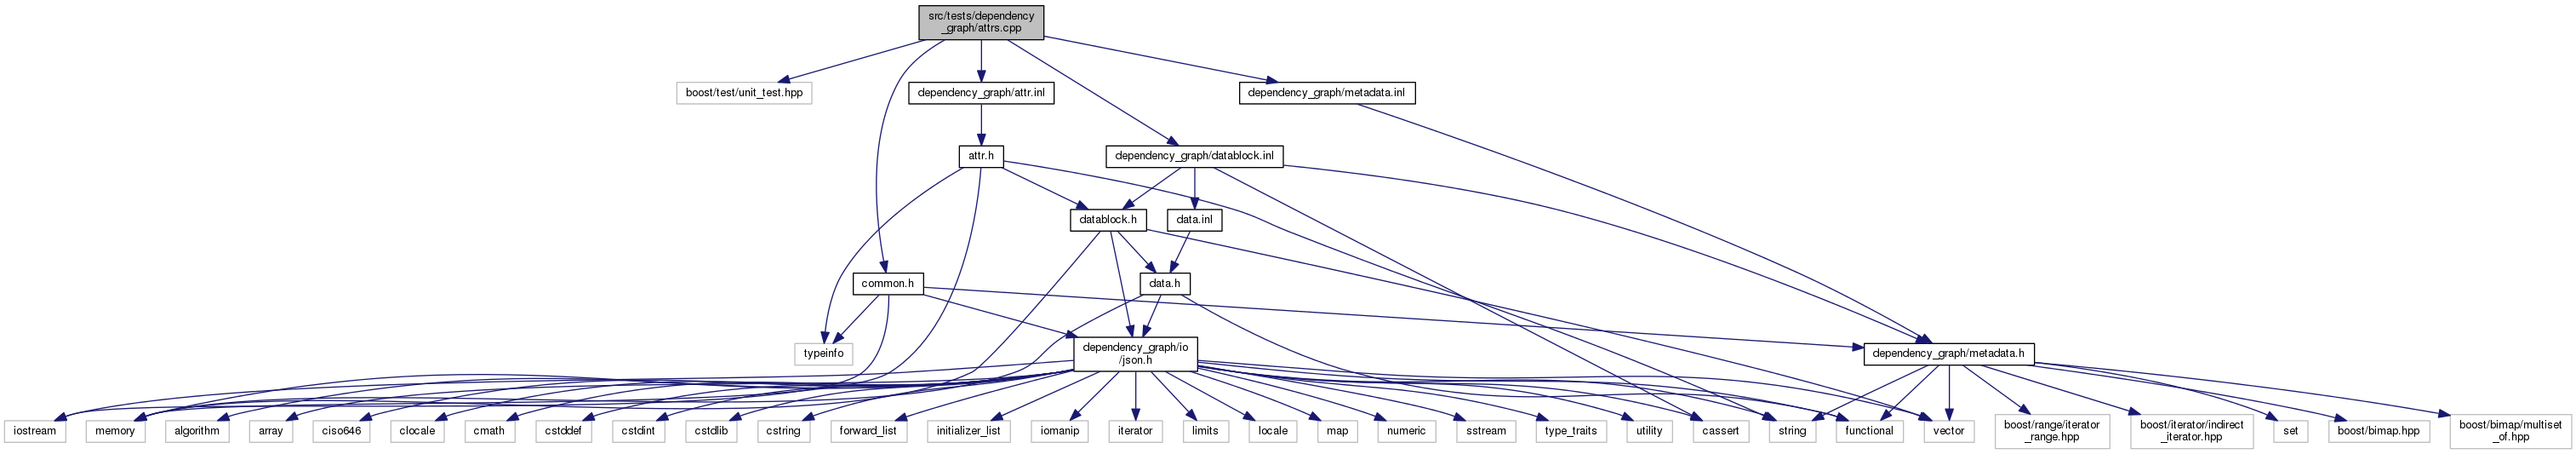 src/tests/dependency
_graph/attrs.cpp
boost/test/unit_test.hpp
dependency_graph/attr.inl
dependency_graph/metadata.inl
attr.h
dependency_graph/datablock.inl
datablock.h
data.inl
common.h
data.h
typeinfo
dependency_graph/io
/json.h
dependency_graph/metadata.h
iostream
memory
algorithm
array
ciso646
clocale
cmath
cstddef
cstdint
cstdlib
cstring
forward_list
initializer_list
iomanip
iterator
limits
locale
map
numeric
sstream
type_traits
utility
cassert
string
functional
vector
boost/range/iterator
_range.hpp
boost/iterator/indirect
_iterator.hpp
set
boost/bimap.hpp
boost/bimap/multiset
_of.hpp